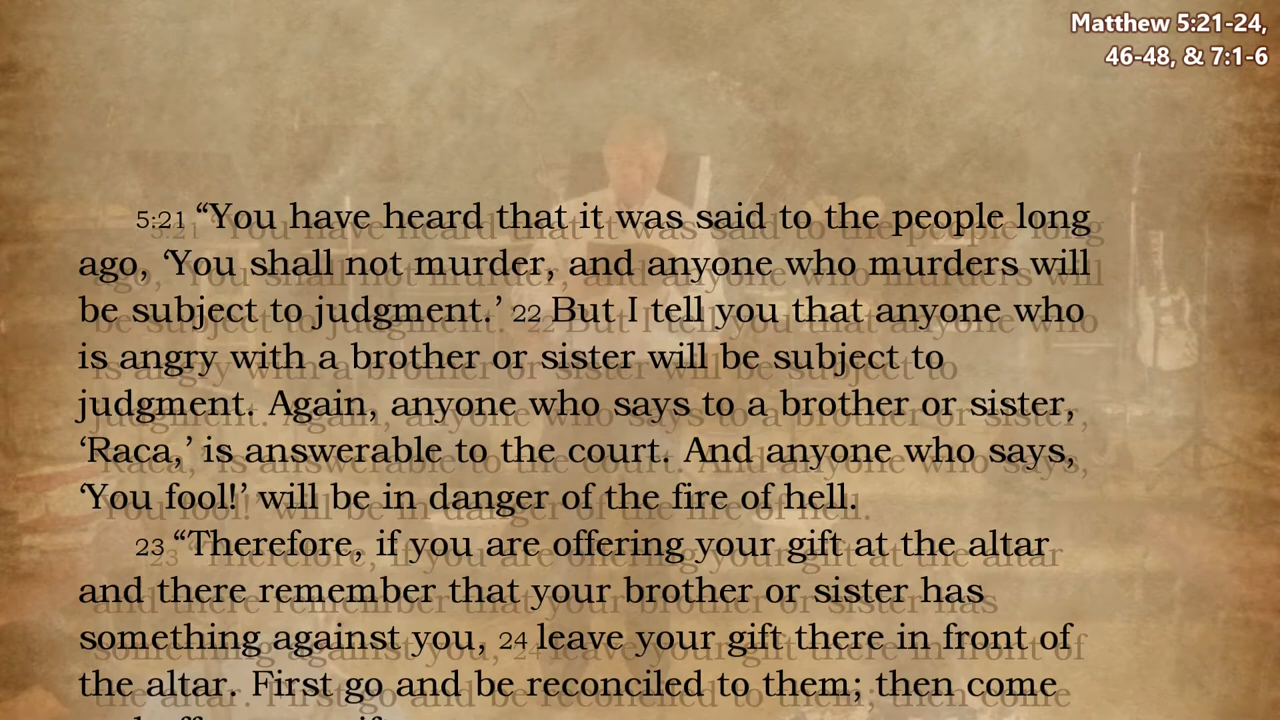 Matthew 5:21-24,
46-48, & 7:1-6
5:21 “You have heard that it was said to the people long
ago, ‘You shall not murder, and anyone who murders will
be subject to judgment.’ 22 But I tell you that anyone who
is angry with a brother or sister will be subject to
judgment. Again, anyone who says to a brother or sister,
‘Raca,’ is answerable to the court. And anyone who says,
‘You fool!’ will be in danger of the fire of hell.
23 “Therefore, if you are offering your gift at the altar
and there remember that your brother or sister has
something against you, 24 leave your gift there in front of
the altar. First go and be reconciled to them; then come